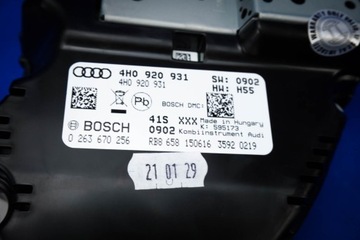 4H0 920 931
SW: 0902
4H0 920 931
HW: H55
Pb
BOSCH DMC:
41S XXX
Made in Hungary
K: 595173
BOSCH
0902
Kombiinstrument Audi
0 263 670 256
RB8 658 150616 3592 0219
21 01 29